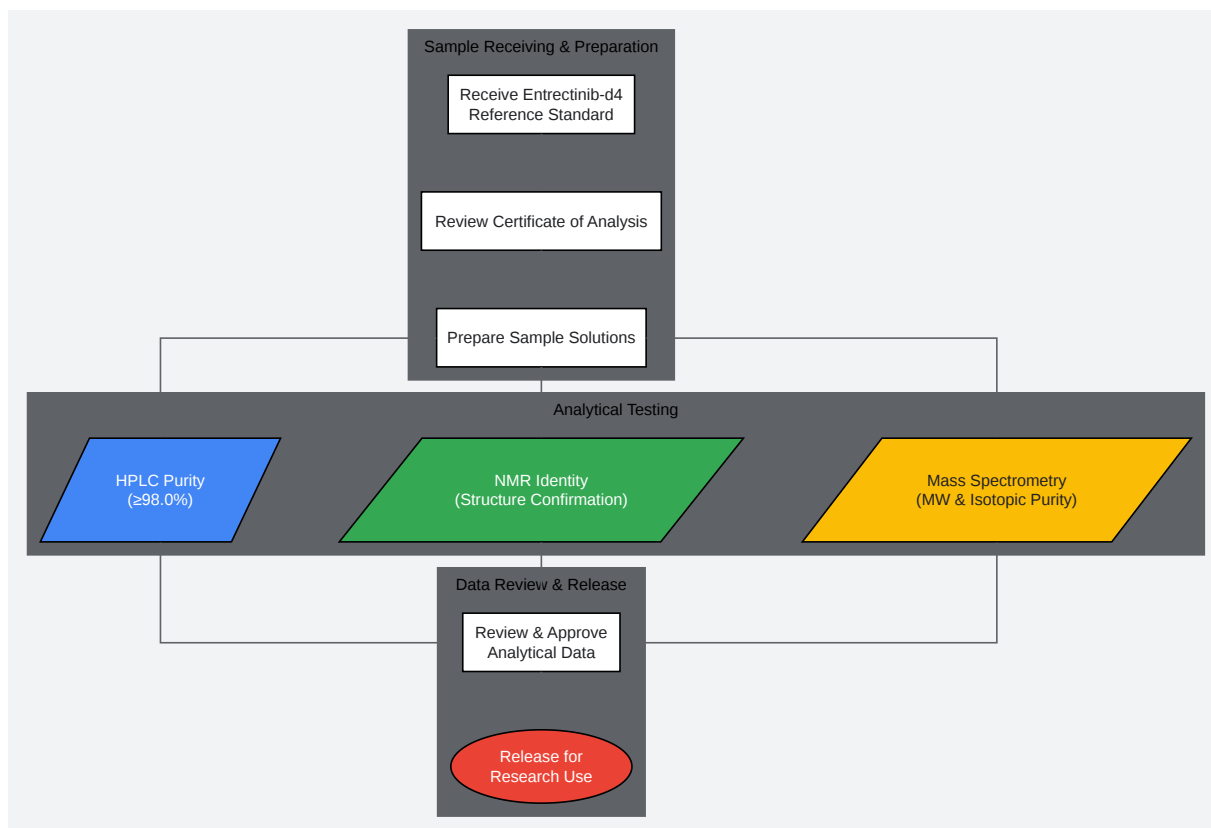 Sample Receiving & Preparation
Receive Entrectinib-d4
Reference Standard
Review Certificate of Analysis
Prepare Sample Solutions
Analytical Testing
HPLC Purity
(≥98.0%)
NMR Identity
(Structure Confirmation)
Mass Spectrometry
(MW & Isotopic Purity)
Data Review & Release
Review & Approve
Analytical Data
Release for
Research Use